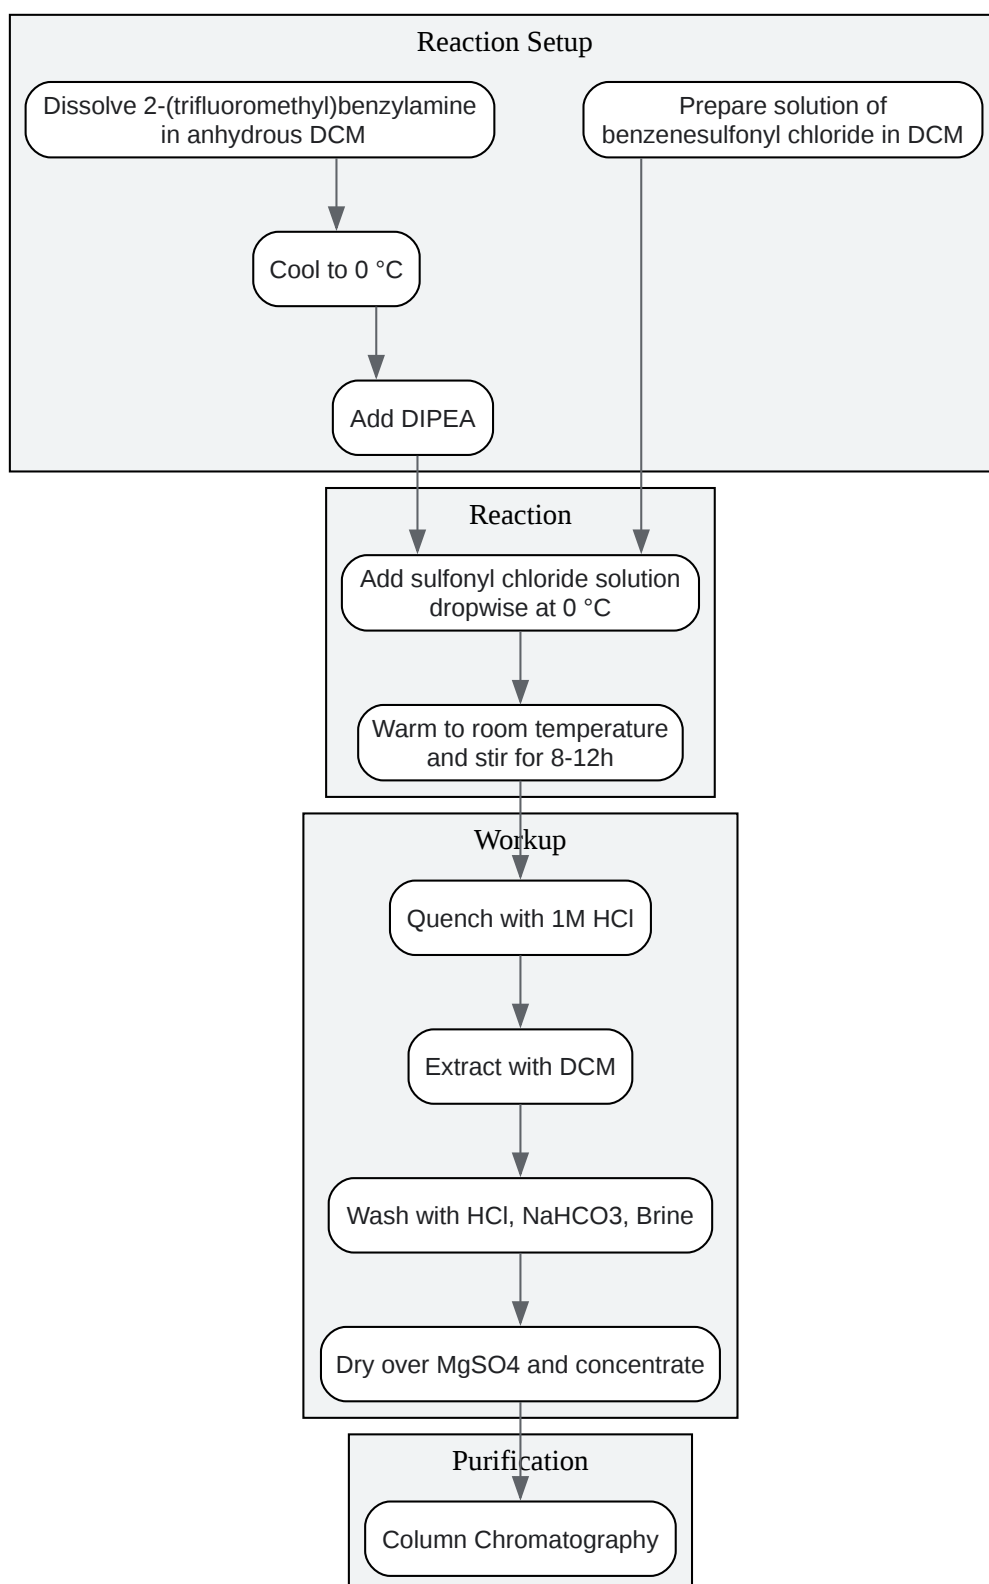 Reaction Setup
Dissolve 2-(trifluoromethyl)benzylamine
in anhydrous DCM
Prepare solution of
benzenesulfonyl chloride in DCM
Cool to 0 °C
Add DIPEA
Reaction
Add sulfonyl chloride solution
dropwise at 0 °C
Warm to room temperature
and stir for 8-12h
Workup
Quench with 1M HCl
Extract with DCM
Wash with HCl, NaHCO3, Brine
Dry over MgSO4 and concentrate
Purification
Column Chromatography